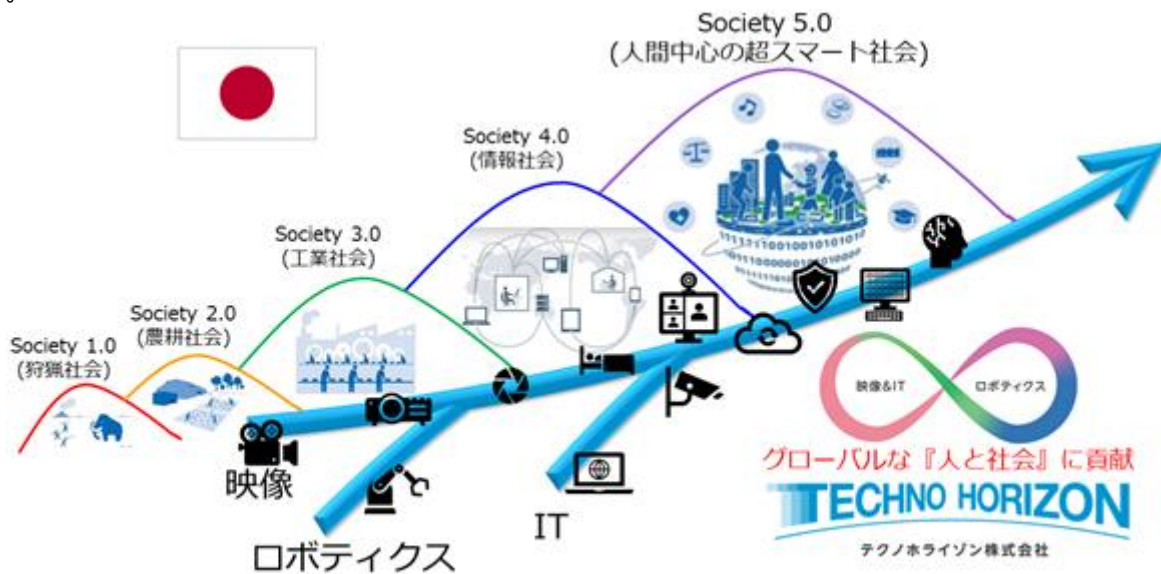 。
Society 5.0
(人間中心の超スマート社会)
Society 4.0
(情報社会)
Society 3.0
(工業社会)
Society 2.0
(農耕社会)
Society 1.0
(狩猟社会)
映像
ロボティクス
IT
映像&IT
ロボティクス
グローバルな『人と社会』に貢献
TECHNO HORIZON
テクノホライゾン株式会社